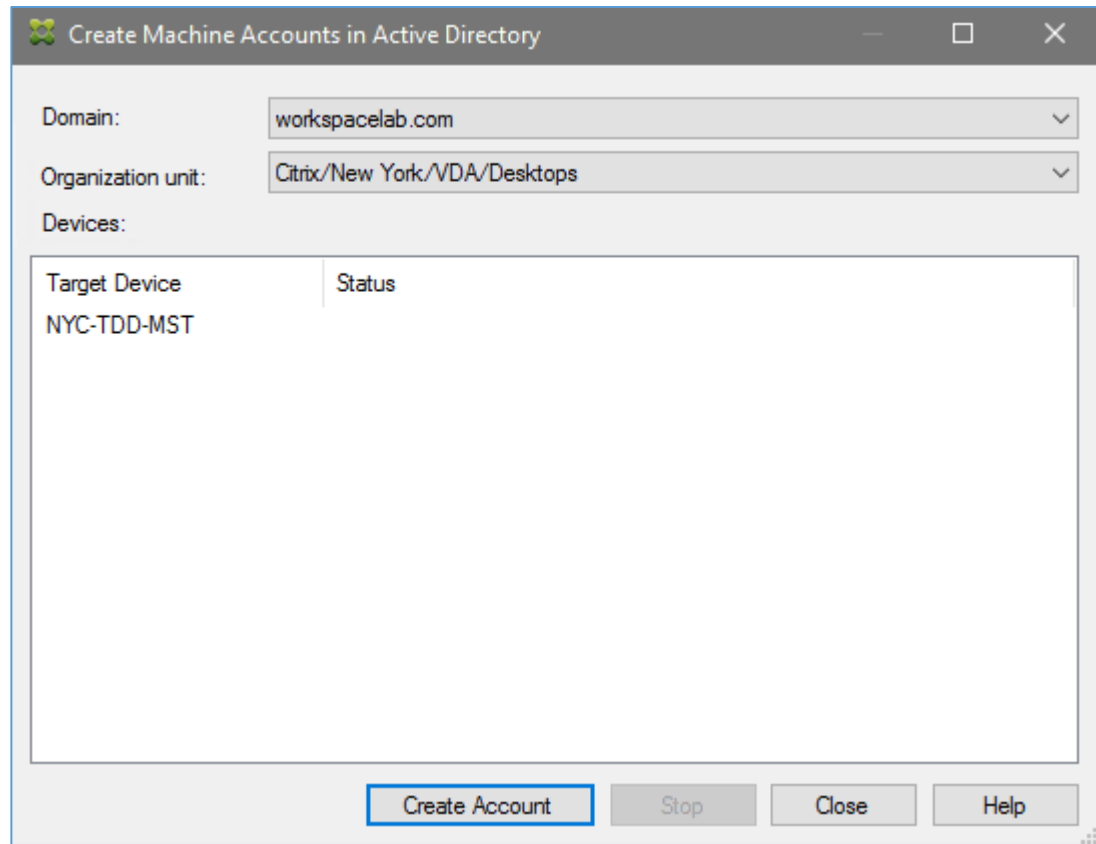 Create Machine Accounts in Active Directory
Domain: workspacelab.com
Organization unit: Citrix/New York/VDA/Desktops
Devices:
Target Device Status
NYC-TDD-MST
Create Account Stop Close Help